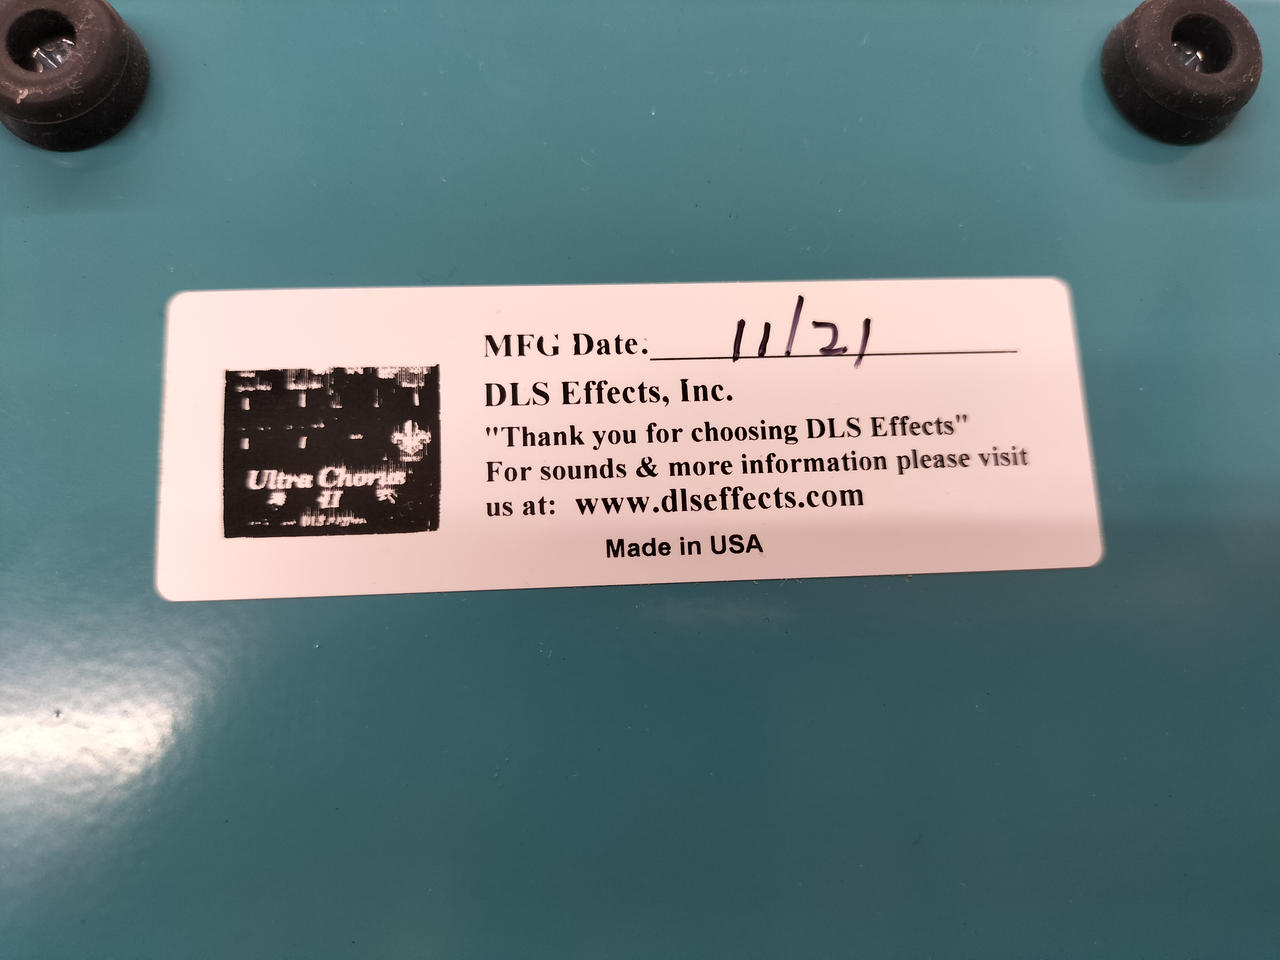 MFG Date. 11/21
DLS Effects, Inc.
"Thank you for choosing DLS Effects"
For sounds & more information please visit
us at: www.dlseffects.com
Made in USA
Ultra Chorus
II